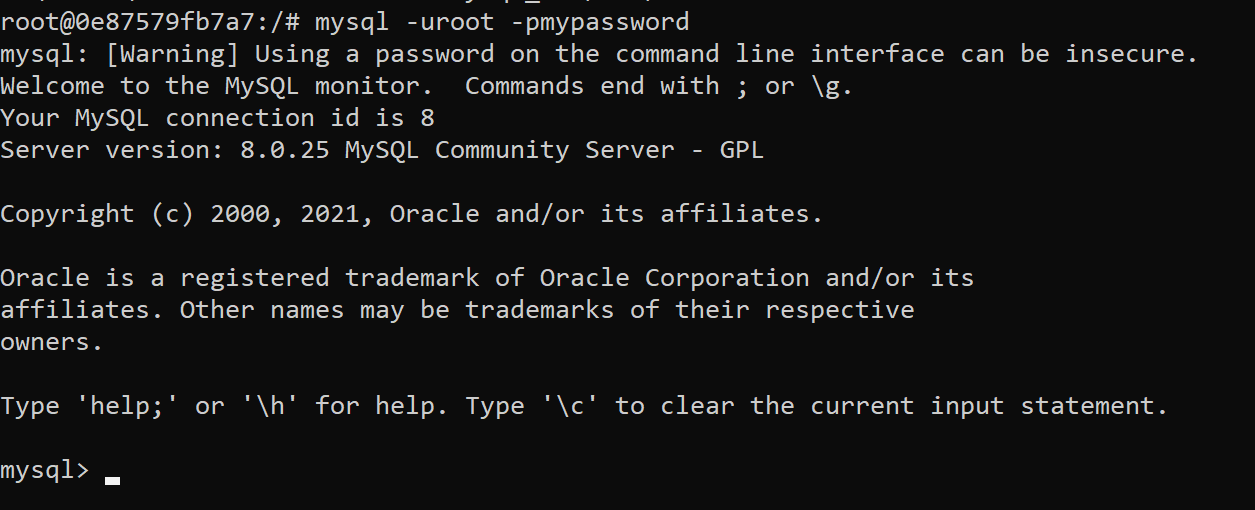 root@0e87579fb7a7:/# mysql -uroot -pmypassword
mysql: [Warning] Using a password on the command line interface can be insecure.
Welcome to the MySQL monitor.  Commands end with ; or \g.
Your MySQL connection id is 8
Server version: 8.0.25 MySQL Community Server - GPL

Copyright (c) 2000, 2021, Oracle and/or its affiliates.

Oracle is a registered trademark of Oracle Corporation and/or its
affiliates. Other names may be trademarks of their respective
owners.

Type 'help;' or '\h' for help. Type '\c' to clear the current input statement.

mysql>